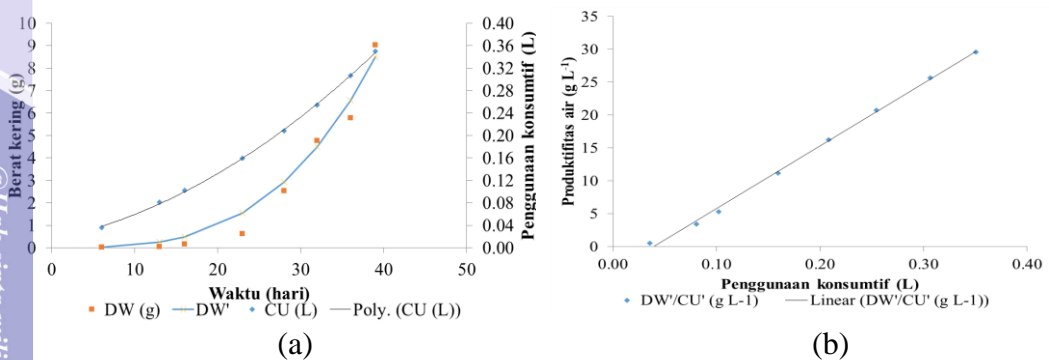 Berat kering (g)
10
9
8
7
6
5
4
3
2
1
0
0 10 20 30 40 50
Waktu (hari)
0.40
0.36
0.32
0.28
0.24
0.20
0.16
0.12
0.08
0.04
0.00
Penggunaan konsumtif (L)
DW (g) DW' CU (L) Poly. (CU (L))
(a)
Produktifitas air (g L-1)
35
30
25
20
15
10
5
0
0.00 0.10 0.20 0.30 0.40
Penggunaan konsumtif (L)
DW'/CU' (g L-1) Linear (DW'/CU' (g L-1))
(b)